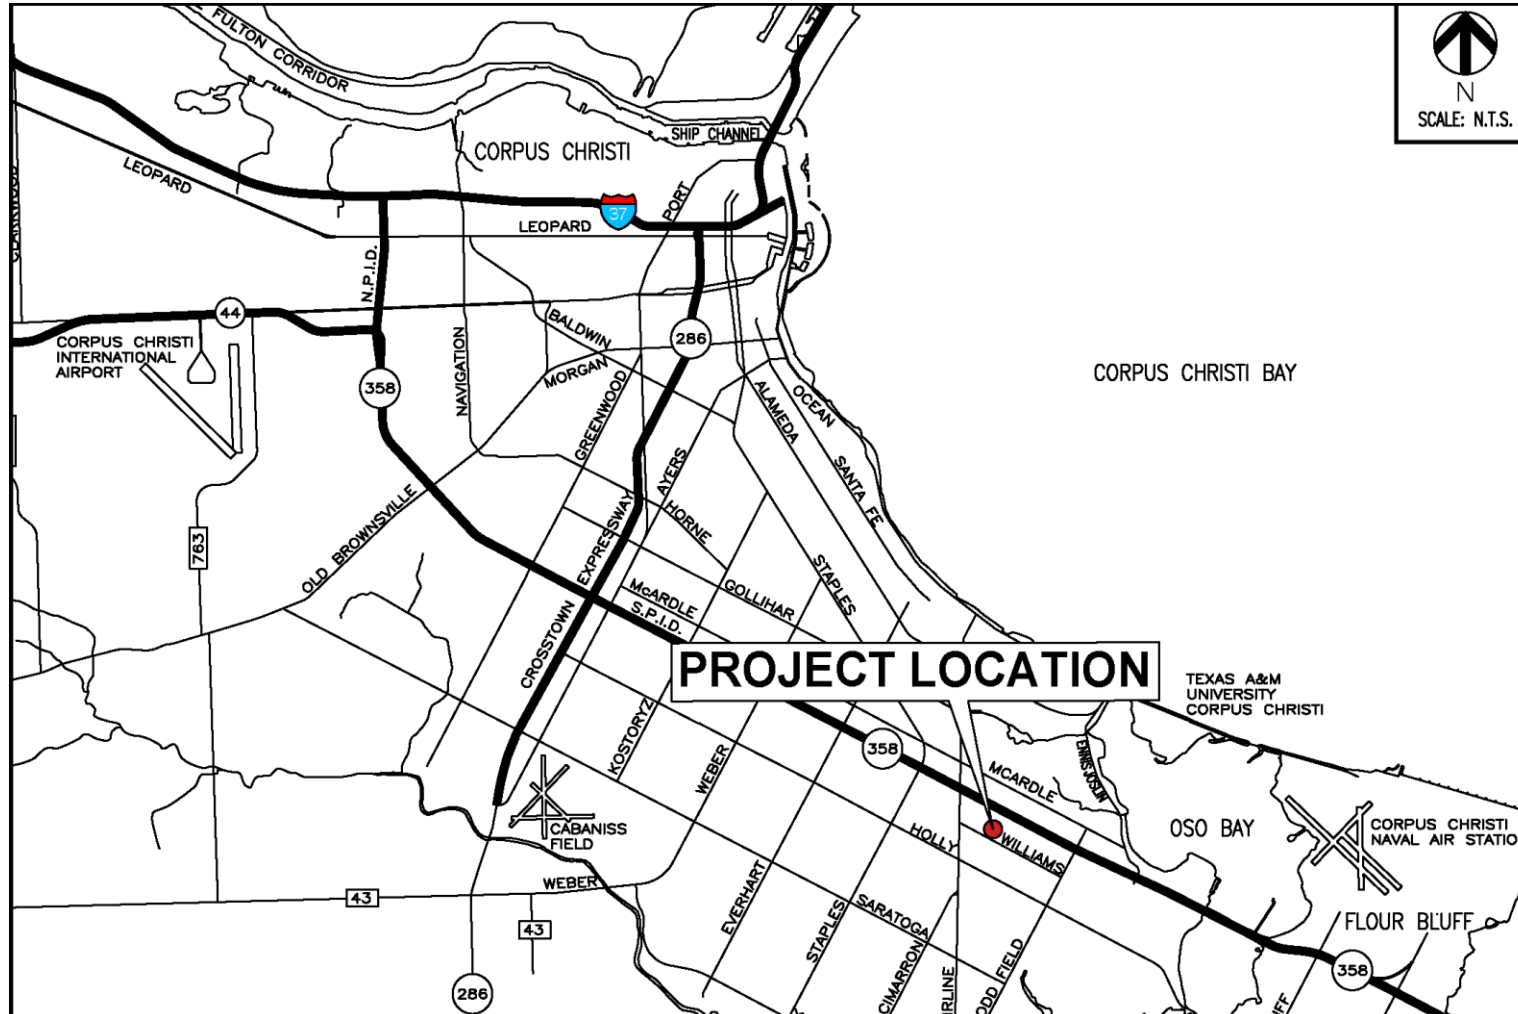 FULTON CORRIDOR
N
SCALE: N.T.S.
SHIP CHANNEL
CORPUS CHRISTI
LEOPARD
PORT
37
LEOPARD
N.P.I.D.
44
BALDWIN
286
CORPUS CHRISTI
INTERNATIONAL
AIRPORT
NAVIGATION
MORGAN
358
GREENWOOD
ALAMEDA
OCEAN
CORPUS CHRISTI BAY
AYERS
SANTA FE
OLD BROWNSVILLE
763
EXPRESSWAY
HORNE
STAPLES
McARDLE
GOLLIHAR
S.P.I.D.
CROSSTOWN
PROJECT LOCATION
TEXAS A&M
UNIVERSITY
CORPUS CHRISTI
KOSTORYZ
WEBER
358
MCARDLE
ENNIS JOSLIN
CABANISS
FIELD
HOLLY
WILLIAMS
OSO BAY
CORPUS CHRISTI
NAVAL AIR STATIO
WEBER
43
43
EVERHART
STAPLES
SARATOGA
FLOUR BLUFF
CIMARRON
RLINE
ODD FIELD
358
286